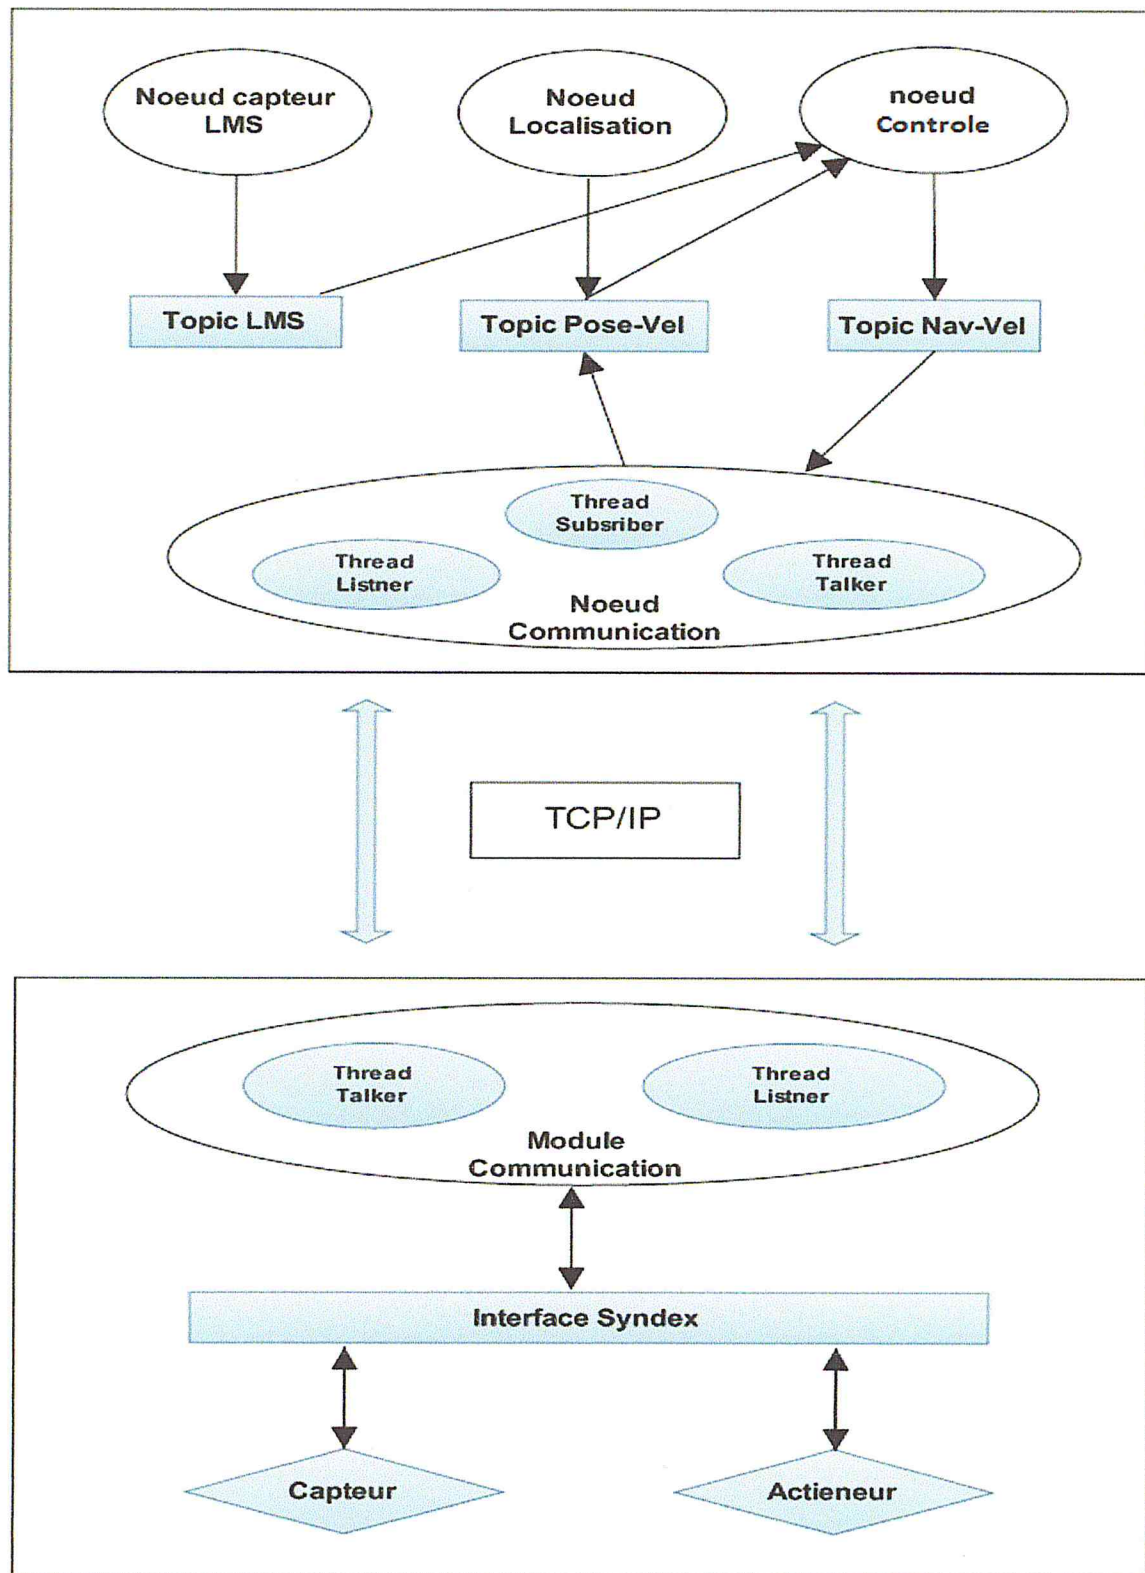 Noeud capteur
LMS
Noeud
Localisation
noeud
Controle
Topic LMS
Topic Pose-Vel
Topic Nav-Vel
Thread
Subsriber
Thread
Listner
Thread
Talker
Noeud
Communication
TCP/IP
Thread
Talker
Thread
Listner
Module
Communication
Interface Syndex
Capteur
Actieneur